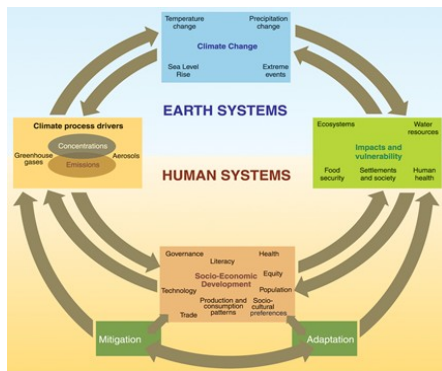 Temperature
change
Precipitation
change
Climate Change
Sea Level
Rise
Extreme
events
EARTH SYSTEMS
Climate process drivers
Concentrations
Greenhouse
gases
Aerosols
Emissions
Ecosystems
Water
resources
Impacts and
vulnerability
Food
security
Settlements
and society
Human
health
HUMAN SYSTEMS
Governance
Health
Literacy
Socio-Economic
Development
Equity
Technology
Population
Production and
consumption
patterns
Socio-
cultural
preferences
Trade
Mitigation
Adaptation